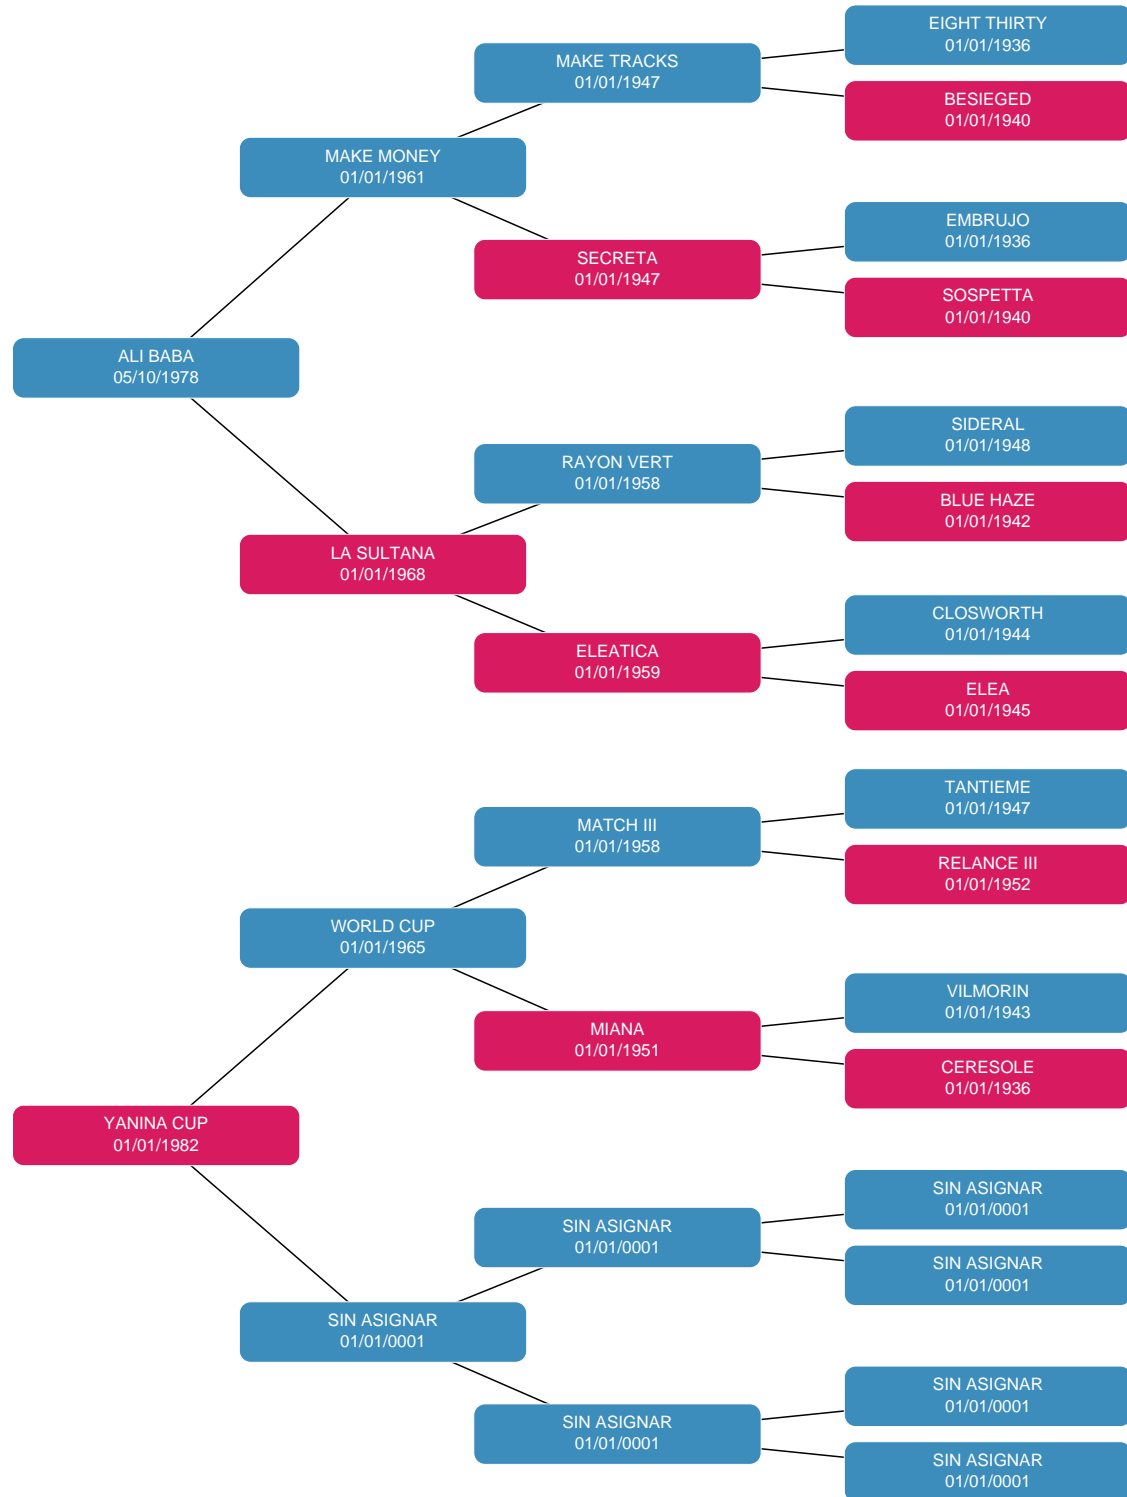 EIGHT THIRTY
01/01/1936
MAKE TRACKS
01/01/1947
BESIEGED
01/01/1940
MAKE MONEY
01/01/1961
EMBRUJO
01/01/1936
SECRETA
01/01/1947
SOSPETTA
01/01/1940
ALI BABA
05/10/1978
SIDERAL
01/01/1948
RAYON VERT
01/01/1958
BLUE HAZE
01/01/1942
LA SULTANA
01/01/1968
CLOSWORTH
01/01/1944
ELEATICA
01/01/1959
ELEA
01/01/1945
TANTIEME
01/01/1947
MATCH III
01/01/1958
RELANCE III
01/01/1952
WORLD CUP
01/01/1965
VILMORIN
01/01/1943
MIANA
01/01/1951
CERESOLE
01/01/1936
YANINA CUP
01/01/1982
SIN ASIGNAR
01/01/0001
SIN ASIGNAR
01/01/0001
SIN ASIGNAR
01/01/0001
SIN ASIGNAR
01/01/0001
SIN ASIGNAR
01/01/0001
SIN ASIGNAR
01/01/0001
SIN ASIGNAR
01/01/0001